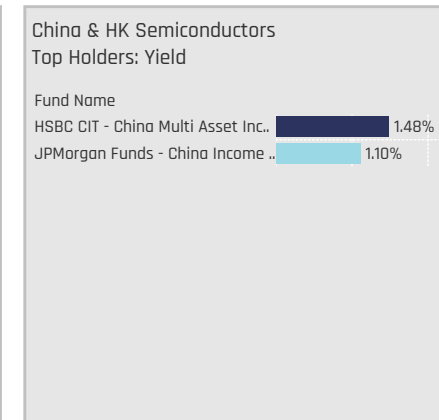 China & HK Semiconductors
Top Holders: Yield
Fund Name
HSBC CIT - China Multi Asset Inc.. 1.48%
JPMorgan Funds - China Income .. 1.10%